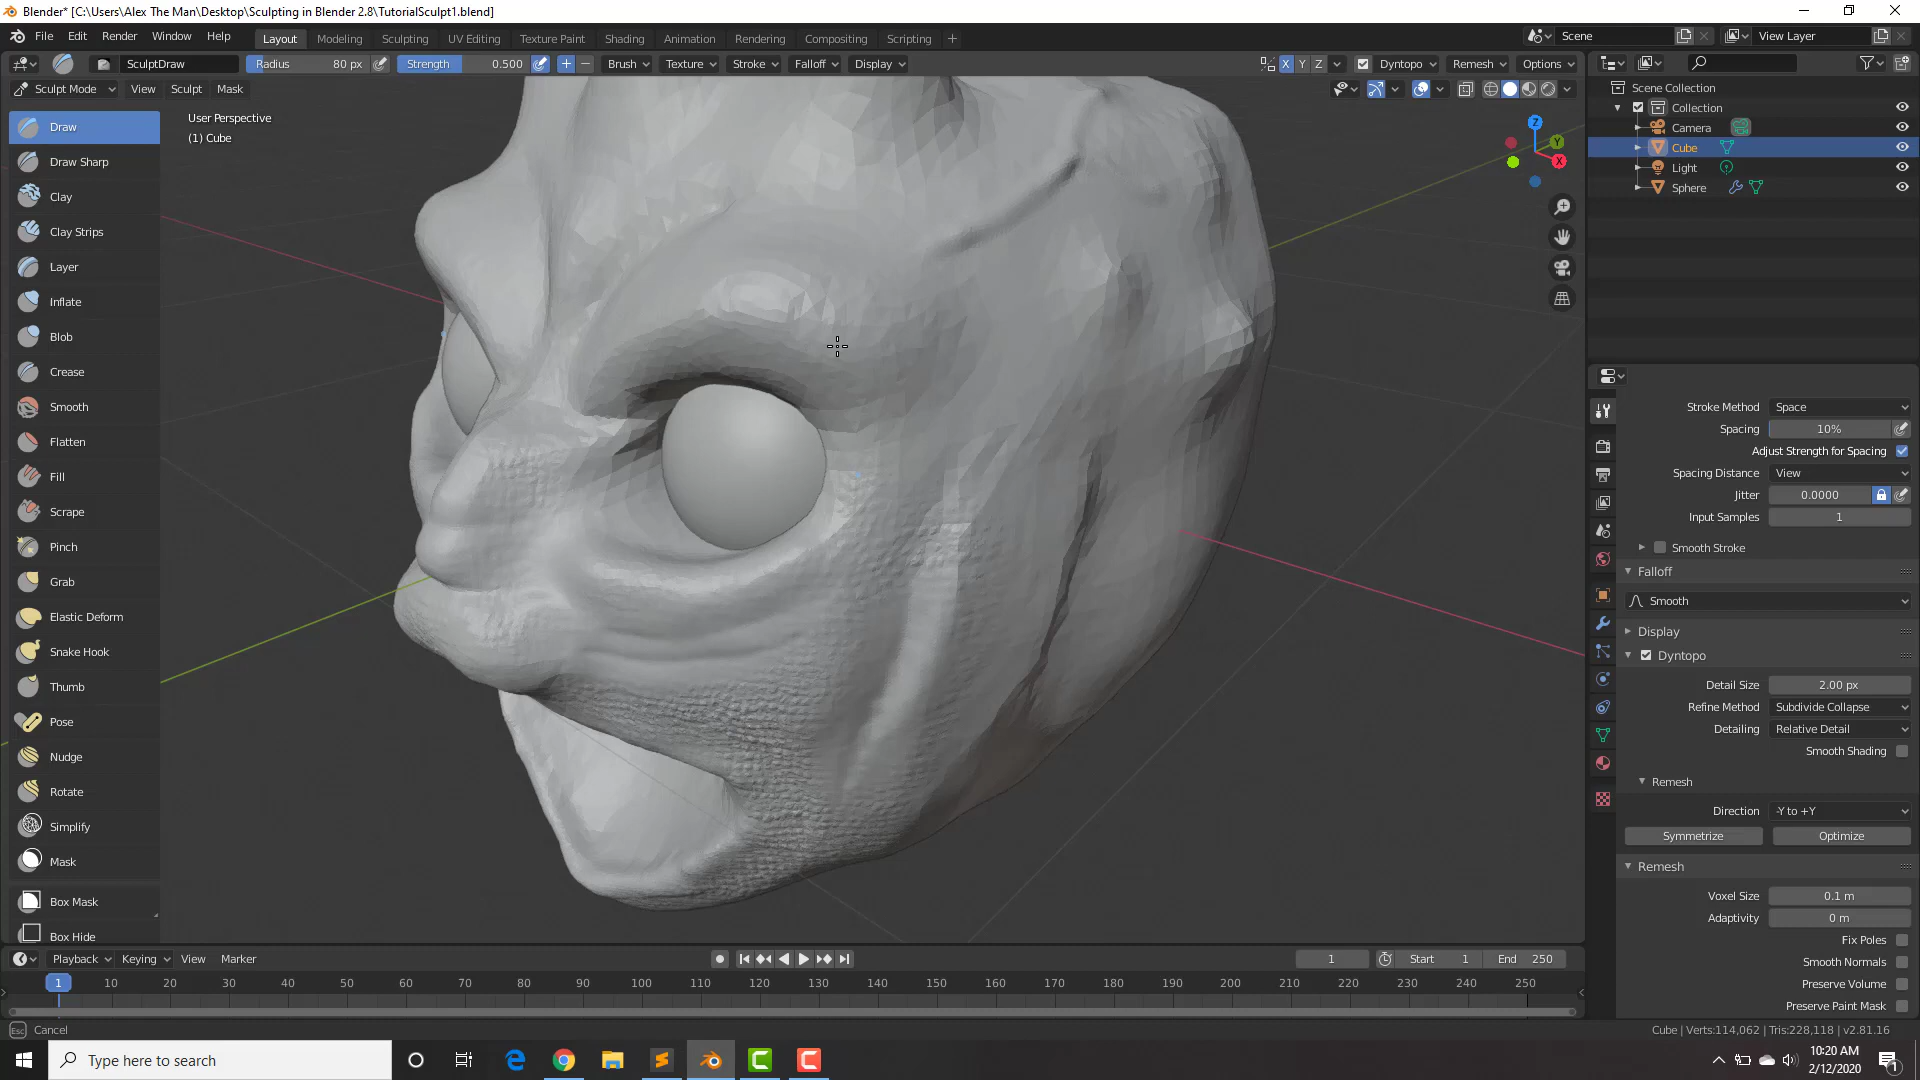 Blender* [C:\Users\Alex The Man\Desktop\Sculpting in Blender 2.8\TutorialSculpt1.blend]
File Edit Render Window Help Layout Modeling Sculpting UV Editing Texture Paint Shading Animation Rendering Compositing Scripting + Scene View Layer
SculptDraw Radius 80 px Strength 0.500 + − Brush Texture Stroke Falloff Display X Y Z Dyntopo Remesh Options
Sculpt Mode View Sculpt Mask
User Perspective
(1) Cube
Z
Y
X
Draw
Draw Sharp
Clay
Clay Strips
Layer
Inflate
Blob
Crease
Smooth
Flatten
Fill
Scrape
Pinch
Grab
Elastic Deform
Snake Hook
Thumb
Pose
Nudge
Rotate
Simplify
Mask
Box Mask
Box Hide
Scene Collection
Collection
Camera
Cube
Light
Sphere
Stroke Method Space
Spacing 10%
Adjust Strength for Spacing
Spacing Distance View
Jitter 0.0000
Input Samples 1
Smooth Stroke
Falloff
Smooth
Display
Dyntopo
Detail Size 2.00 px
Refine Method Subdivide Collapse
Detailing Relative Detail
Smooth Shading
Remesh
Direction -Y to +Y
Symmetrize Optimize
Remesh
Voxel Size 0.1 m
Adaptivity 0 m
Fix Poles
Smooth Normals
Preserve Volume
Preserve Paint Mask
Playback Keying View Marker 1 Start 1 End 250
1 10 20 30 40 50 60 70 80 90 100 110 120 130 140 150 160 170 180 190 200 210 220 230 240 250
Esc Cancel
Cube | Verts:114,062 | Tris:228,118 | v2.81.16
Type here to search
10:20 AM
2/12/2020
1